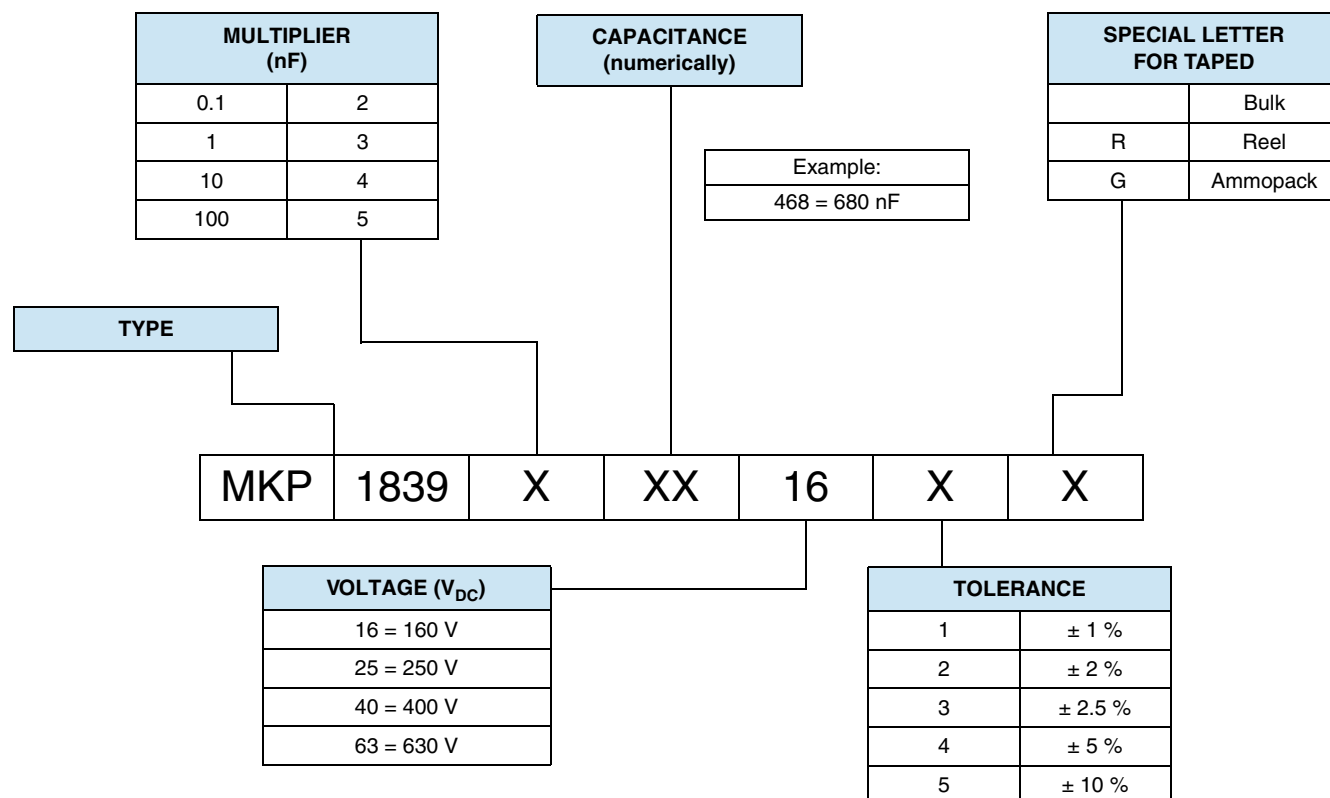 MULTIPLIER
(nF)
0.1 2
1 3
10 4
100 5
CAPACITANCE
(numerically)
Example:
468 = 680 nF
SPECIAL LETTER
FOR TAPED
Bulk
R Reel
G Ammopack
TYPE
MKP 1839 X XX 16 X X
VOLTAGE (VDC)
16 = 160 V
25 = 250 V
40 = 400 V
63 = 630 V
TOLERANCE
1 ± 1 %
2 ± 2 %
3 ± 2.5 %
4 ± 5 %
5 ± 10 %